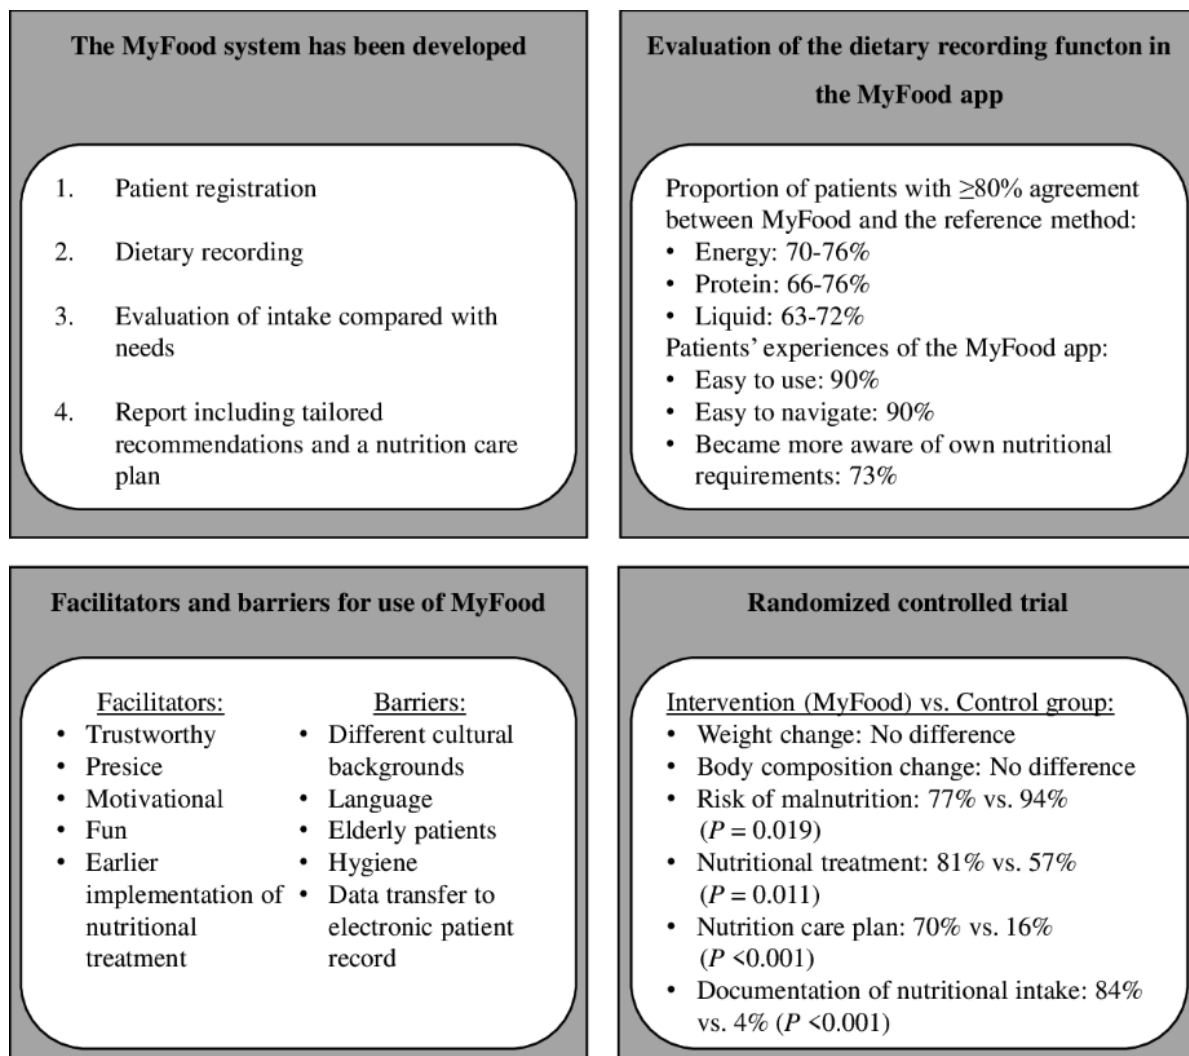 The MyFood system has been developed
1. Patient registration
2. Dietary recording
3. Evaluation of intake compared with
needs
4. Report including tailored
recommendations and a nutrition care
plan
Evaluation of the dietary recording functon in
the MyFood app
Proportion of patients with ≥80% agreement
between MyFood and the reference method:
• Energy: 70-76%
• Protein: 66-76%
• Liquid: 63-72%
Patients’ experiences of the MyFood app:
• Easy to use: 90%
• Easy to navigate: 90%
• Became more aware of own nutritional
requirements: 73%
Facilitators and barriers for use of MyFood
Facilitators:
• Trustworthy
• Presice
• Motivational
• Fun
• Earlier
implementation of
nutritional
treatment
Barriers:
• Different cultural
backgrounds
• Language
• Elderly patients
• Hygiene
• Data transfer to
electronic patient
record
Randomized controlled trial
Intervention (MyFood) vs. Control group:
• Weight change: No difference
• Body composition change: No difference
• Risk of malnutrition: 77% vs. 94%
(P = 0.019)
• Nutritional treatment: 81% vs. 57%
(P = 0.011)
• Nutrition care plan: 70% vs. 16%
(P <0.001)
• Documentation of nutritional intake: 84%
vs. 4% (P <0.001)